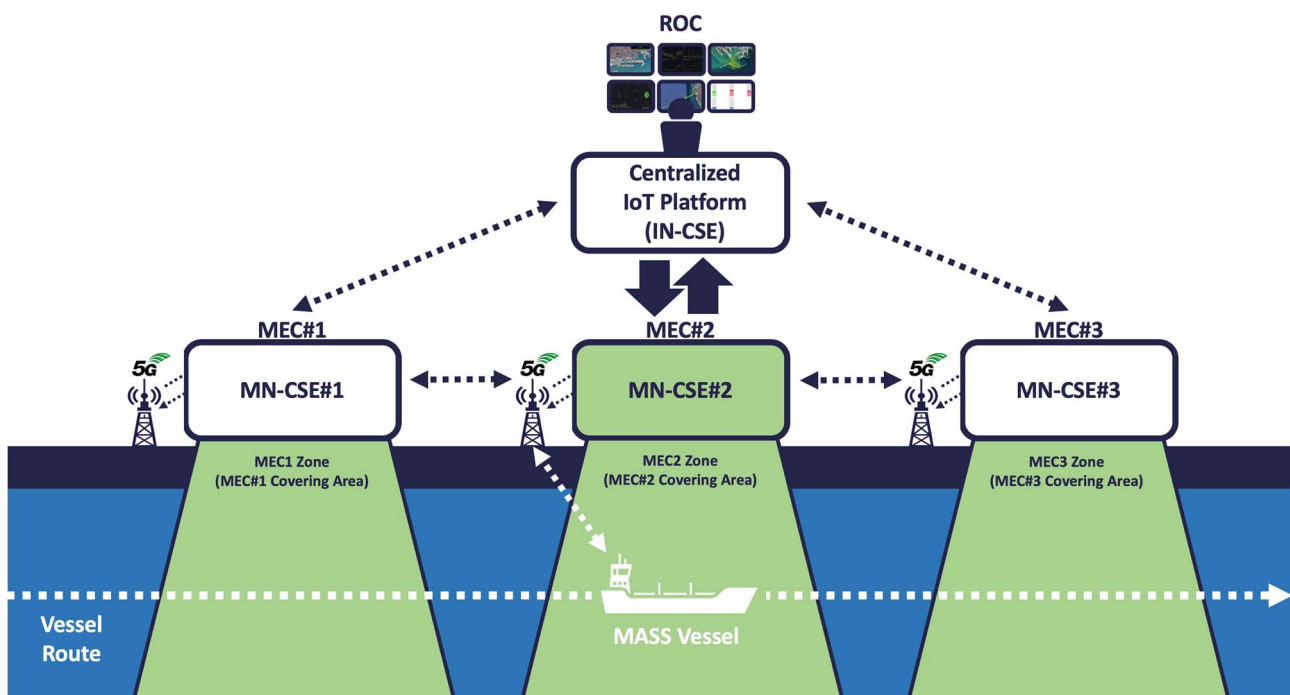 ROC
Centralized
IoT Platform
(IN-CSE)
MEC#1
MEC#2
MEC#3
5G
MN-CSE#1
5G
MN-CSE#2
5G
MN-CSE#3
MEC1 Zone
(MEC#1 Covering Area)
MEC2 Zone
(MEC#2 Covering Area)
MEC3 Zone
(MEC#3 Covering Area)
Vessel
Route
MASS Vessel